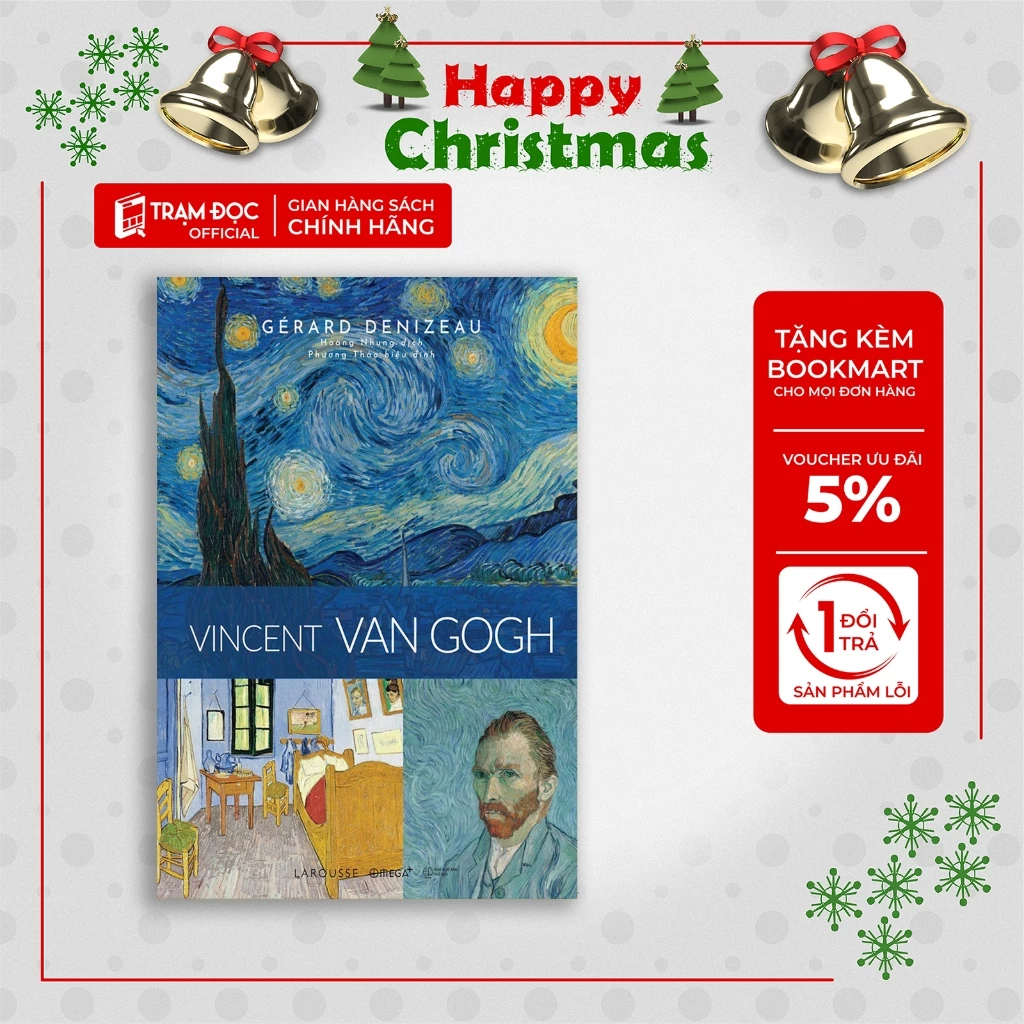 Happy
Christmas
TRẠM ĐỌC
OFFICIAL
GIAN HÀNG SÁCH
CHÍNH HÃNG
GÉRARD DENIZEAU
Hoàng Nhung dịch
Phương Thảo hiệu đính
VINCENT VAN GOGH
LAROUSSE OMEGA+
TẶNG KÈM
BOOKMART
CHO MỌI ĐƠN HÀNG
VOUCHER ƯU ĐÃI
5%
1 ĐỔI
1 TRẢ
SẢN PHẨM LỖI